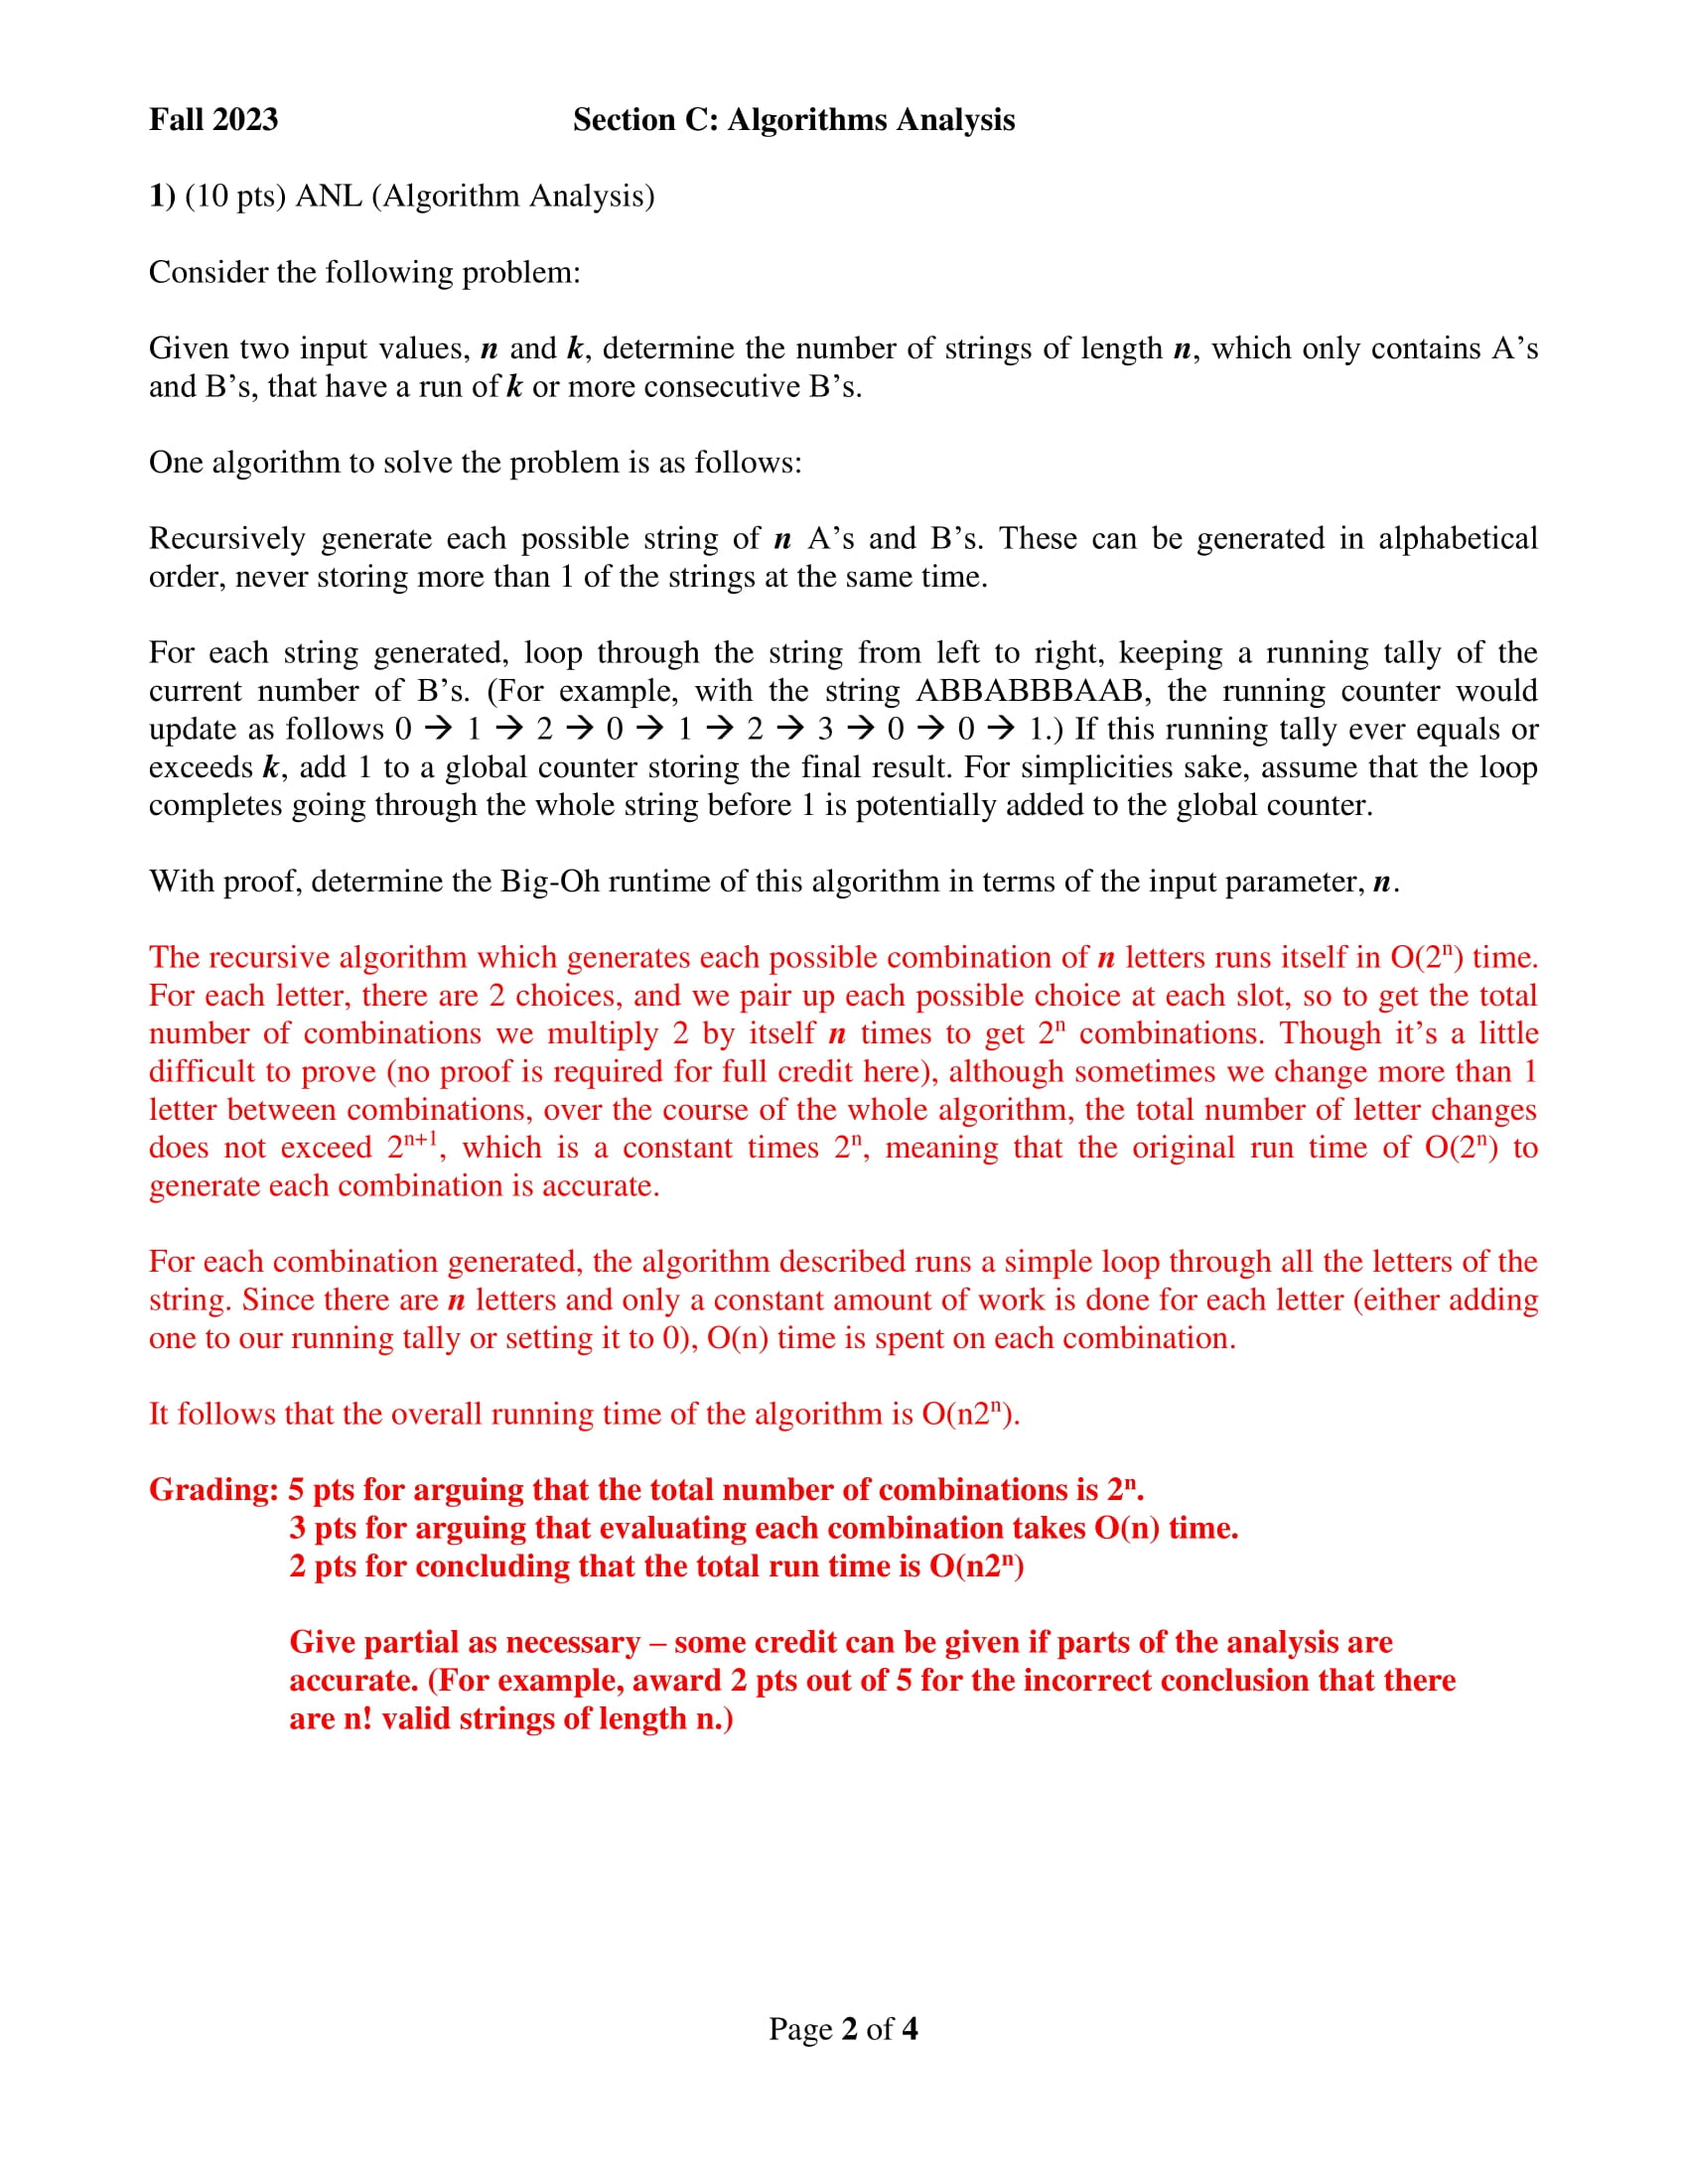 Fall 2023 Section C: Algorithms Analysis
1) (10 pts) ANL (Algorithm Analysis)
Consider the following problem:
Given two input values, n and k, determine the number of strings of length n, which only contains A’s
and B’s, that have a run of k or more consecutive B’s.
One algorithm to solve the problem is as follows:
Recursively generate each possible string of n A’s and B’s. These can be generated in alphabetical
order, never storing more than 1 of the strings at the same time.
For each string generated, loop through the string from left to right, keeping a running tally of the
current number of B’s. (For example, with the string ABBABBBAAB, the running counter would
update as follows 0 → 1 → 2 → 0 → 1 → 2 → 3 → 0 → 0 → 1.) If this running tally ever equals or
exceeds k, add 1 to a global counter storing the final result. For simplicities sake, assume that the loop
completes going through the whole string before 1 is potentially added to the global counter.
With proof, determine the Big-Oh runtime of this algorithm in terms of the input parameter, n.
The recursive algorithm which generates each possible combination of n letters runs itself in O(2ⁿ) time.
For each letter, there are 2 choices, and we pair up each possible choice at each slot, so to get the total
number of combinations we multiply 2 by itself n times to get 2ⁿ combinations. Though it’s a little
difficult to prove (no proof is required for full credit here), although sometimes we change more than 1
letter between combinations, over the course of the whole algorithm, the total number of letter changes
does not exceed 2ⁿ⁺¹, which is a constant times 2ⁿ, meaning that the original run time of O(2ⁿ) to
generate each combination is accurate.
For each combination generated, the algorithm described runs a simple loop through all the letters of the
string. Since there are n letters and only a constant amount of work is done for each letter (either adding
one to our running tally or setting it to 0), O(n) time is spent on each combination.
It follows that the overall running time of the algorithm is O(n2ⁿ).
Grading: 5 pts for arguing that the total number of combinations is 2ⁿ.
3 pts for arguing that evaluating each combination takes O(n) time.
2 pts for concluding that the total run time is O(n2ⁿ)
Give partial as necessary – some credit can be given if parts of the analysis are
accurate. (For example, award 2 pts out of 5 for the incorrect conclusion that there
are n! valid strings of length n.)
Page 2 of 4